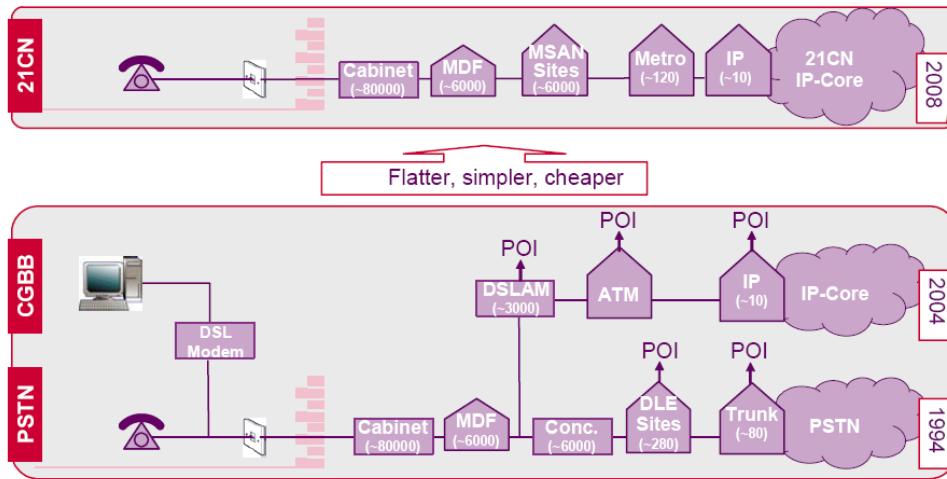 21CN
Cabinet
(~80000)
MDF
(~6000)
MSAN
Sites
(~6000)
Metro
(~120)
IP
(~10)
21CN
IP-Core
2008
Flatter, simpler, cheaper
CGBB
DSL
Modem
POI
DSLAM
(~3000)
POI
ATM
POI
IP
(~10)
IP-Core
2004
PSTN
Cabinet
(~80000)
MDF
(~6000)
Conc.
(~6000)
POI
DLE
Sites
(~280)
POI
Trunk
(~80)
PSTN
1994